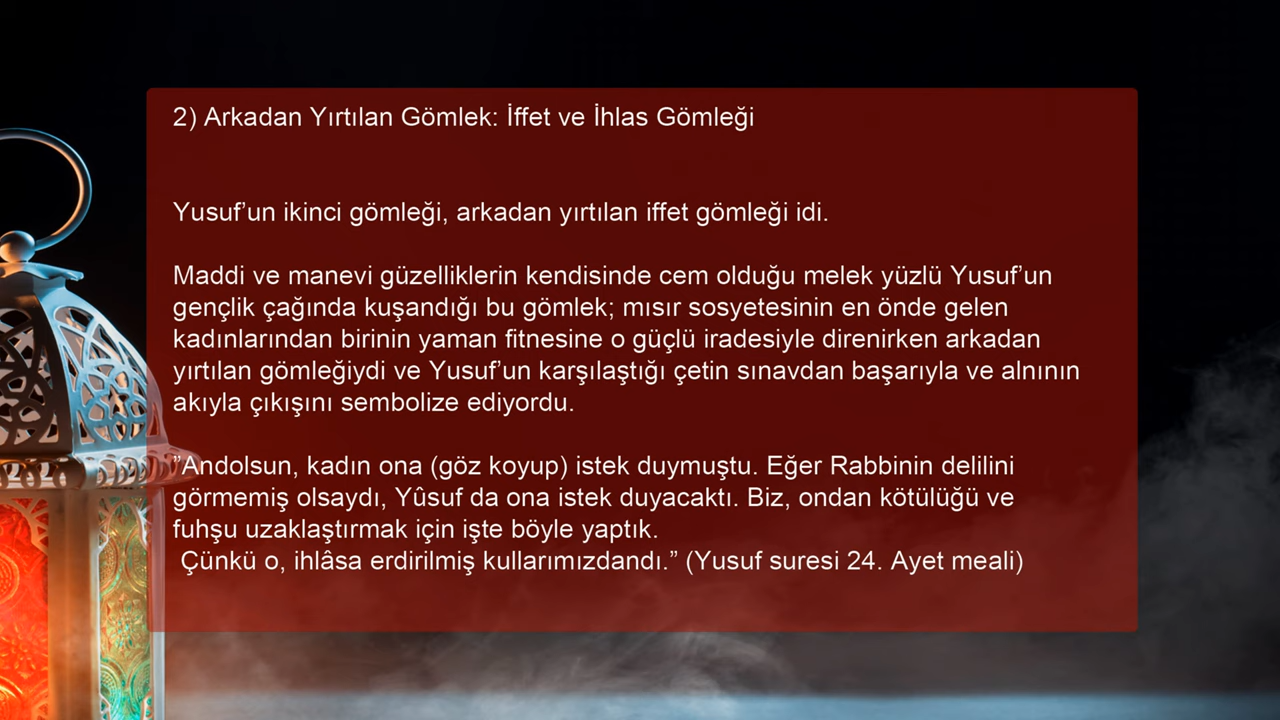 2) Arkadan Yırtılan Gömlek: İffet ve İhlas Gömleği
Yusuf’un ikinci gömleği, arkadan yırtılan iffet gömleği idi.
Maddi ve manevi güzelliklerin kendisinde cem olduğu melek yüzlü Yusuf’un
gençlik çağında kuşandığı bu gömlek; mısır sosyetesinin en önde gelen
kadınlarından birinin yaman fitnesine o güçlü iradesiyle direnirken arkadan
yırtılan gömleğiydi ve Yusuf’un karşılaştığı çetin sınavdan başarıyla ve alnının
akıyla çıkışını sembolize ediyordu.
”Andolsun, kadın ona (göz koyup) istek duymuştu. Eğer Rabbinin delilini
görmemiş olsaydı, Yûsuf da ona istek duyacaktı. Biz, ondan kötülüğü ve
fuhşu uzaklaştırmak için işte böyle yaptık.
Çünkü o, ihlâsa erdirilmiş kullarımızdandı.” (Yusuf suresi 24. Ayet meali)